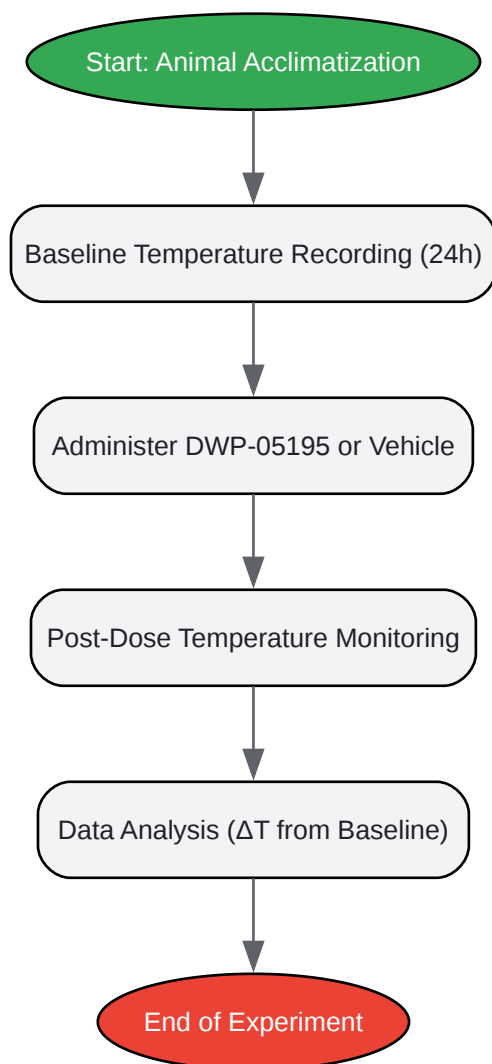 Start: Animal Acclimatization
Baseline Temperature Recording (24h)
Administer DWP-05195 or Vehicle
Post-Dose Temperature Monitoring
Data Analysis (ΔT from Baseline)
End of Experiment